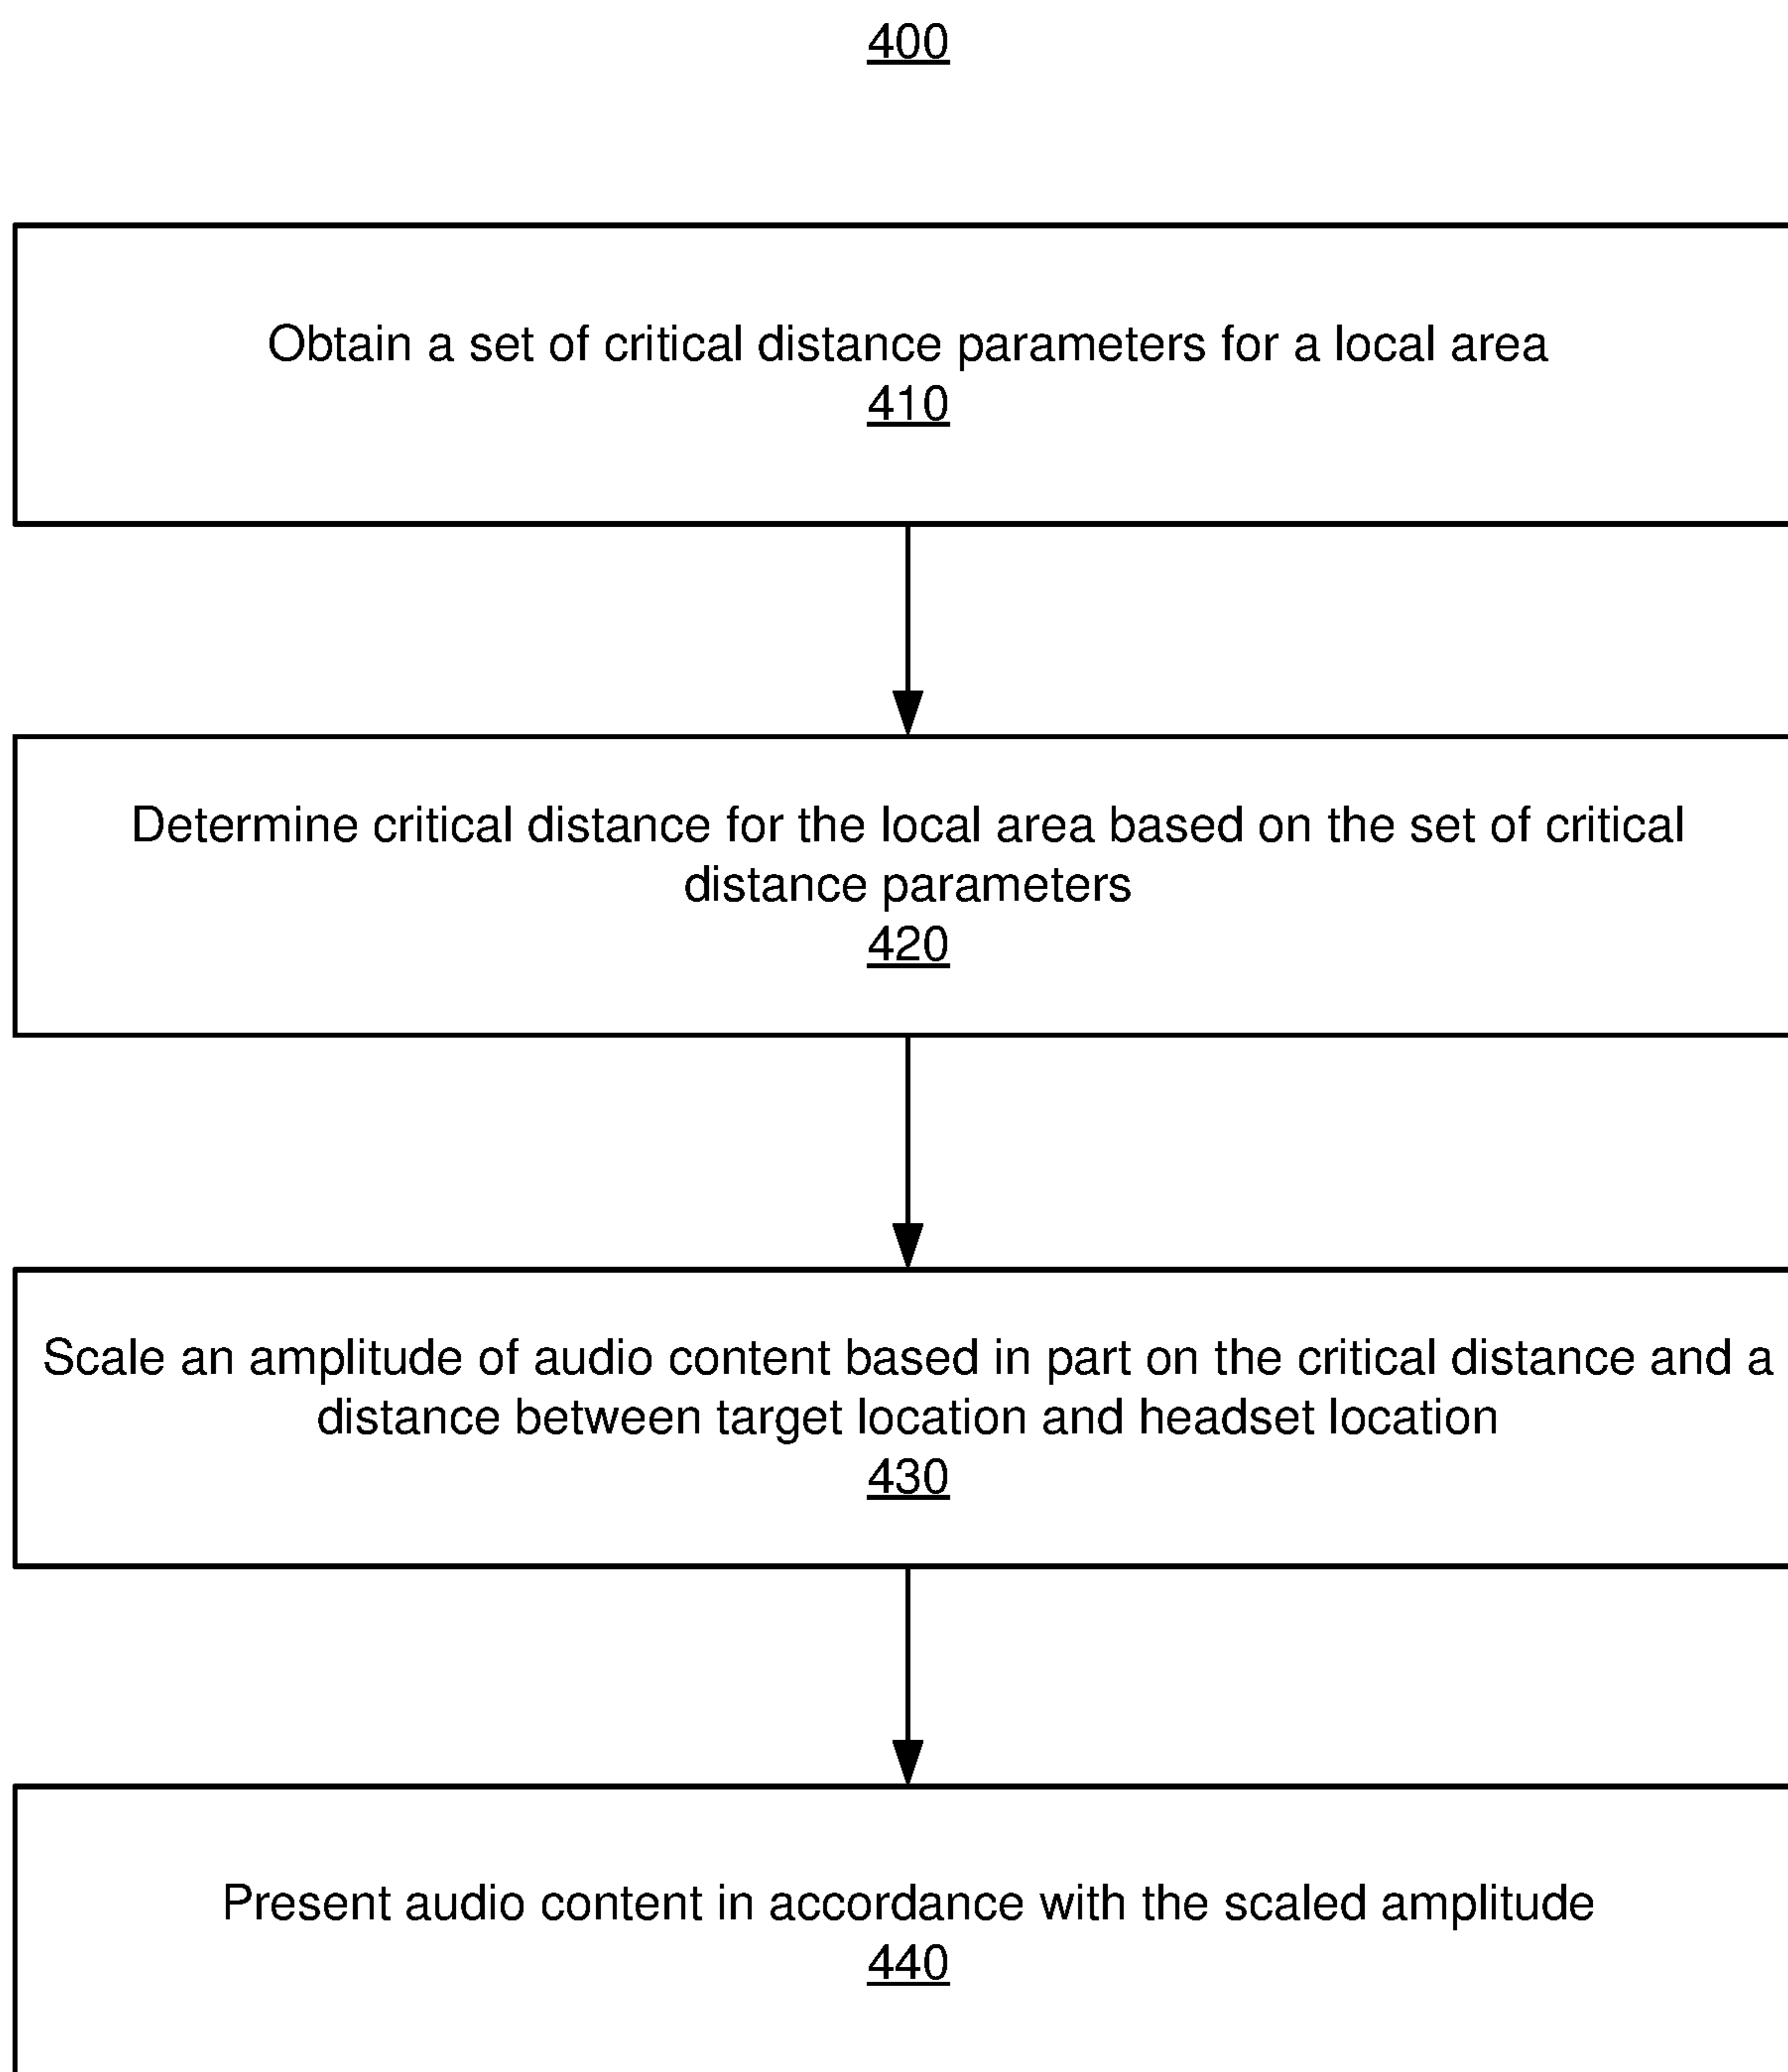 400
Obtain a set of critical distance parameters for a local area
410
Determine critical distance for the local area based on the set of critical
distance parameters
420
Scale an amplitude of audio content based in part on the critical distance and a
distance between target location and headset location
430
Present audio content in accordance with the scaled amplitude
440